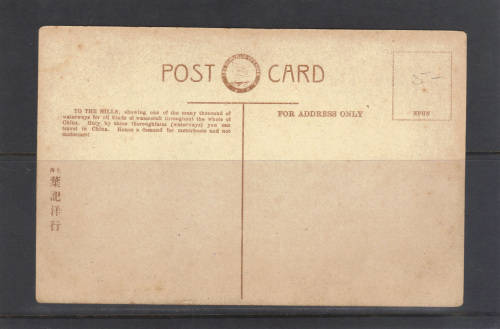 POST CARD
TO THE HILLS, showing one of the many thousand of
waterways for all kinds of watercraft throughout the whole of
China. Only by these thoroughfares (waterways) you can
travel in China. Hence a demand for motorboats and not
motorcars!
FOR ADDRESS ONLY
葉記洋行